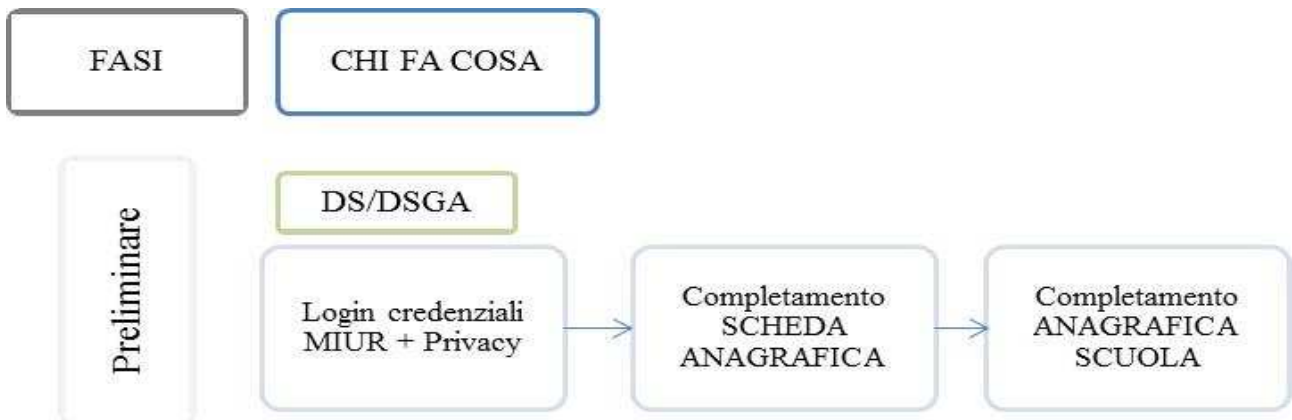 FASI
CHI FA COSA
Preliminare
DS/DSGA
Login credenziali
MIUR + Privacy
Completamento
SCHEDA
ANAGRAFICA
Completamento
ANAGRAFICA
SCUOLA